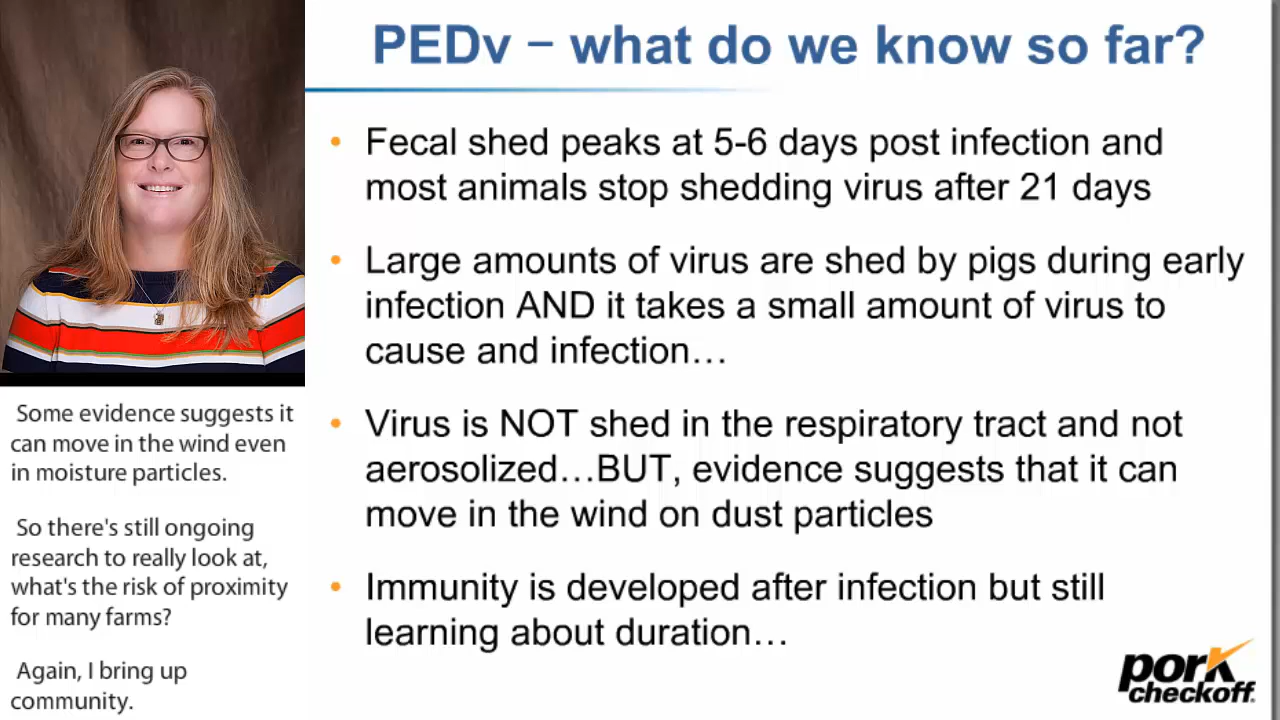 PEDv – what do we know so far?
• Fecal shed peaks at 5-6 days post infection and
most animals stop shedding virus after 21 days
• Large amounts of virus are shed by pigs during early
infection AND it takes a small amount of virus to
cause and infection…
• Virus is NOT shed in the respiratory tract and not
aerosolized…BUT, evidence suggests that it can
move in the wind on dust particles
• Immunity is developed after infection but still
learning about duration…
pork
checkoff.
Some evidence suggests it
can move in the wind even
in moisture particles.
So there's still ongoing
research to really look at,
what's the risk of proximity
for many farms?
Again, I bring up
community.